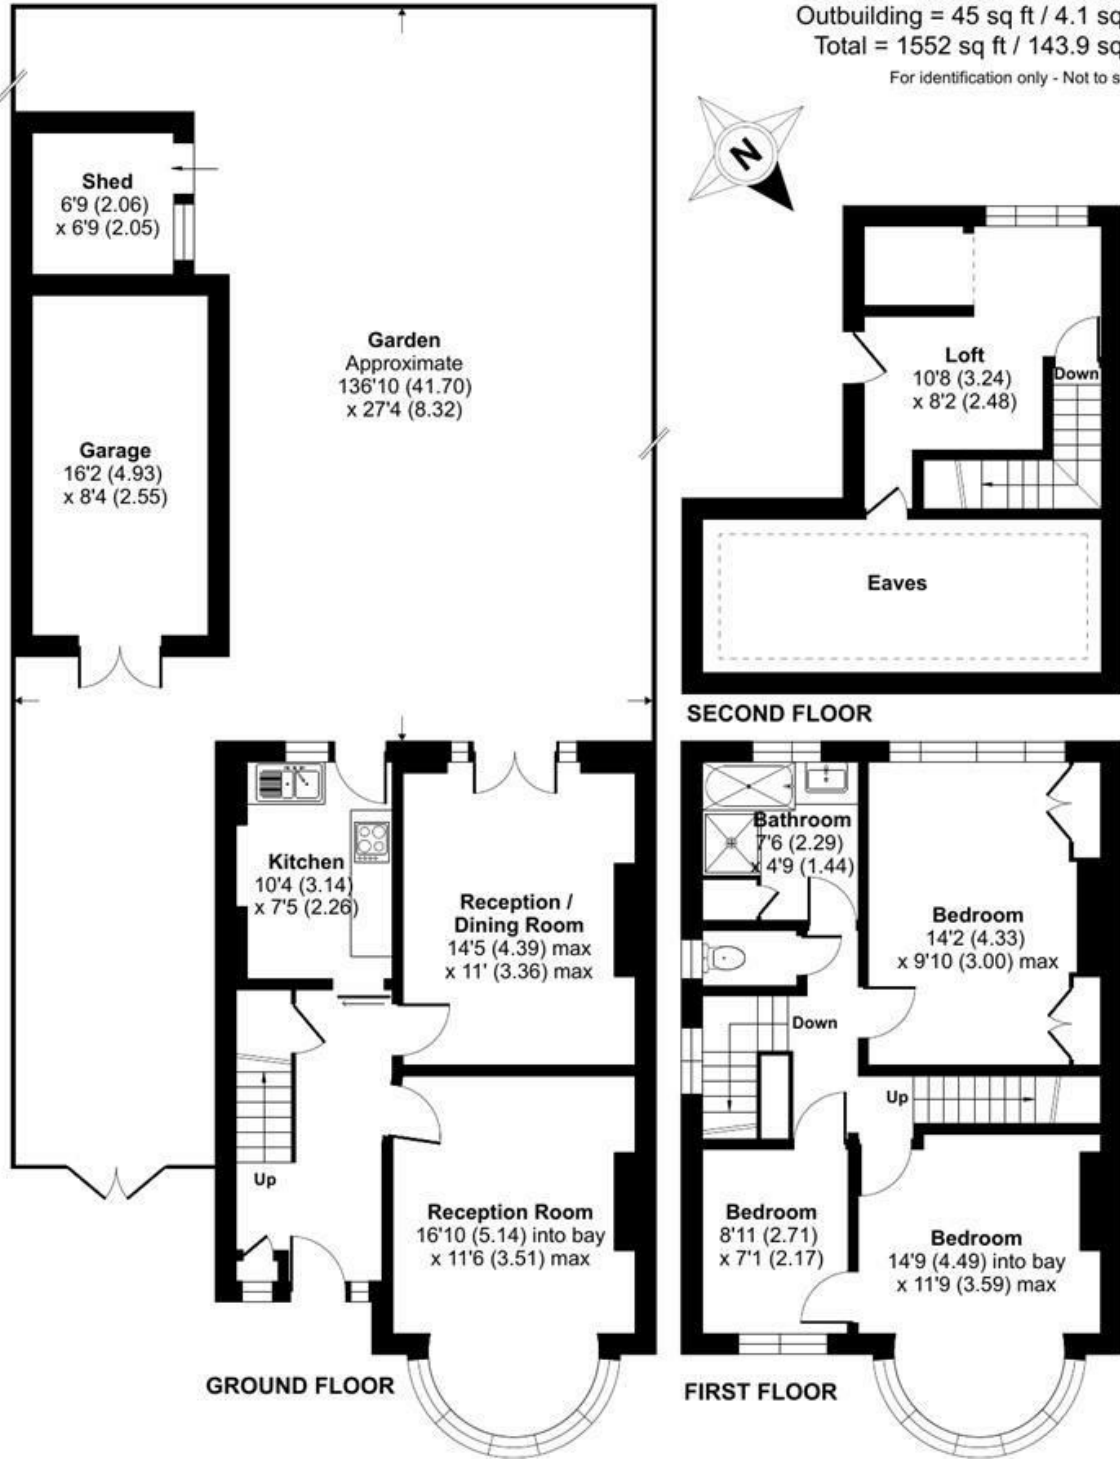 Outbuilding = 45 sq ft / 4.1 sq
Total = 1552 sq ft / 143.9 sq
For identification only - Not to s
N
Shed
6'9 (2.06)
x 6'9 (2.05)
Garden
Approximate
136'10 (41.70)
x 27'4 (8.32)
Garage
16'2 (4.93)
x 8'4 (2.55)
Loft
10'8 (3.24)
x 8'2 (2.48)
Down
Eaves
SECOND FLOOR
Kitchen
10'4 (3.14)
x 7'5 (2.26)
Reception /
Dining Room
14'5 (4.39) max
x 11' (3.36) max
Up
Reception Room
16'10 (5.14) into bay
x 11'6 (3.51) max
GROUND FLOOR
Bathroom
7'6 (2.29)
x 4'9 (1.44)
Bedroom
14'2 (4.33)
x 9'10 (3.00) max
Down
Up
Bedroom
8'11 (2.71)
x 7'1 (2.17)
Bedroom
14'9 (4.49) into bay
x 11'9 (3.59) max
FIRST FLOOR